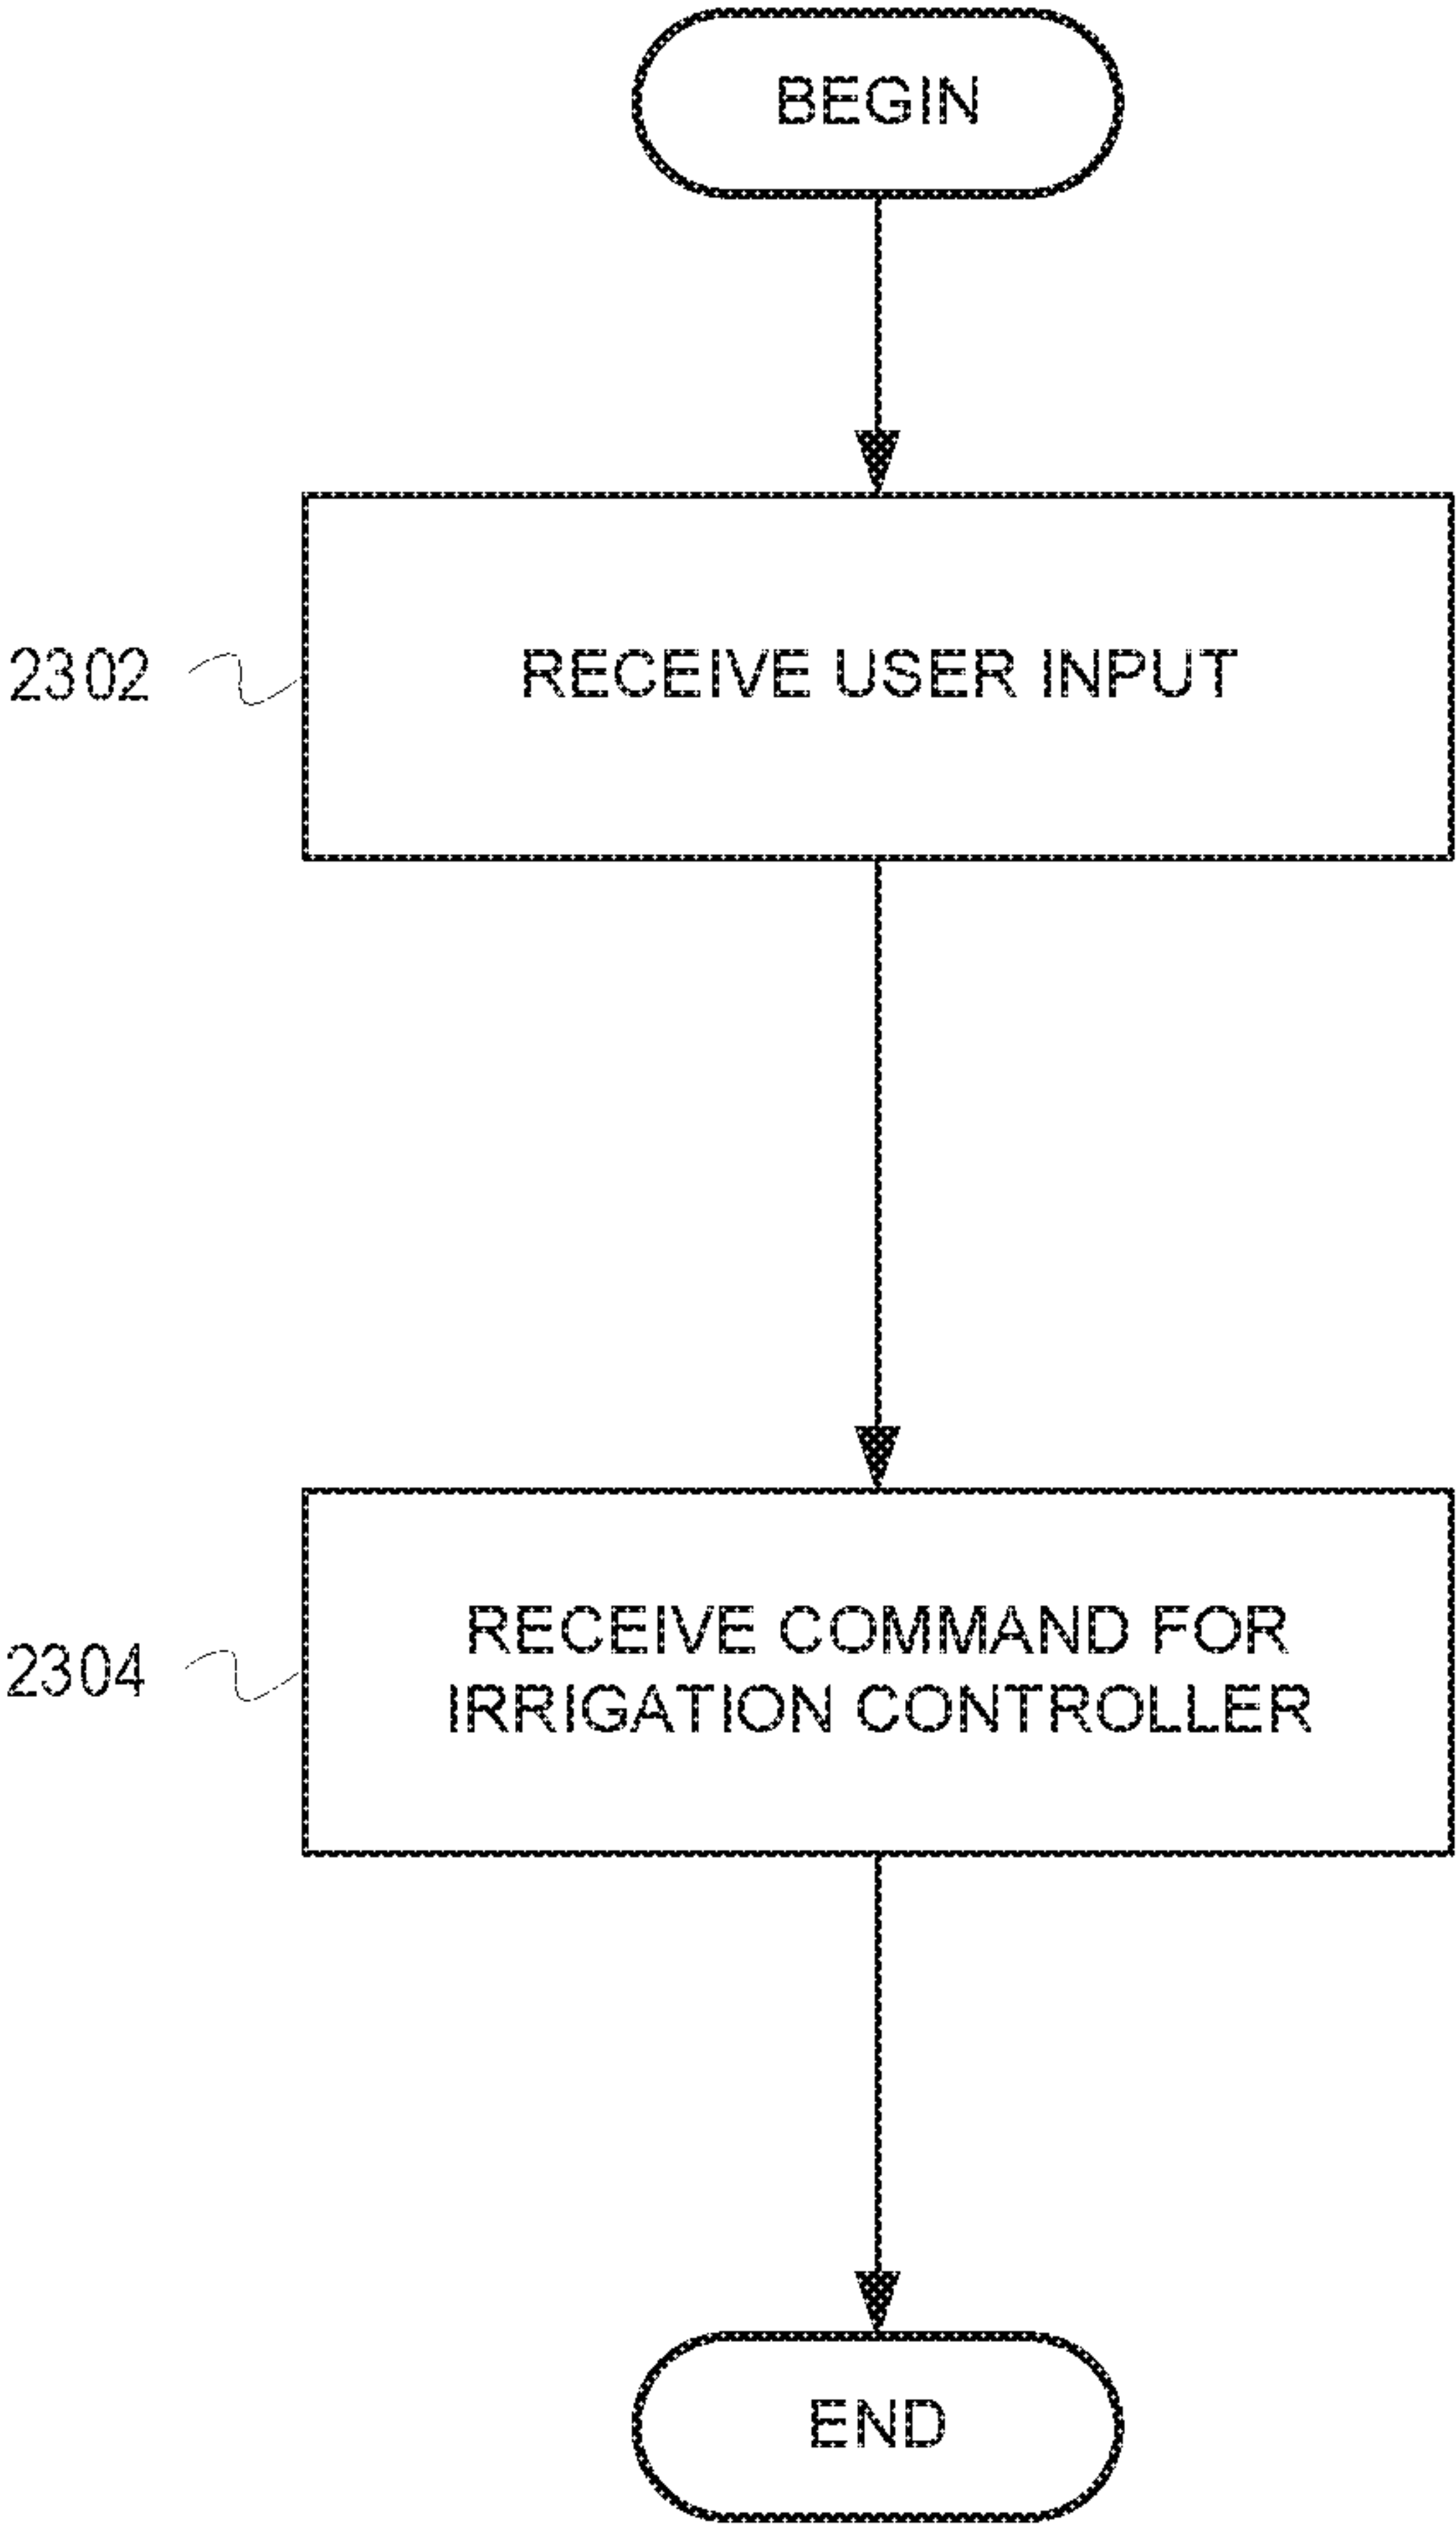 BEGIN
2302
RECEIVE USER INPUT
2304
RECEIVE COMMAND FOR
IRRIGATION CONTROLLER
END